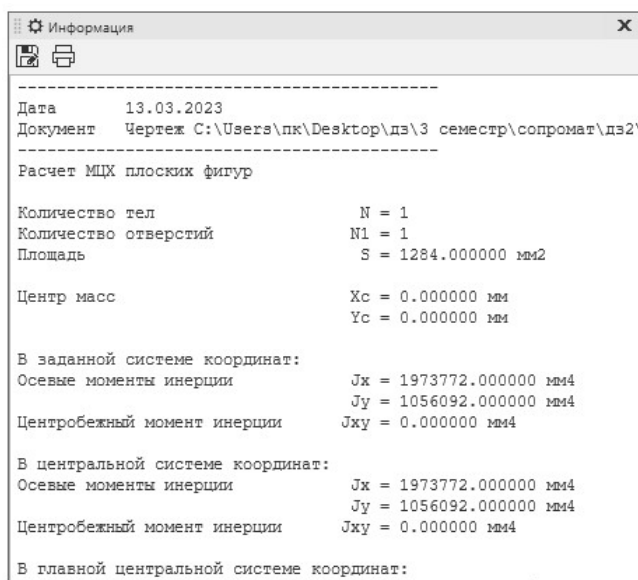 Информация
-------------------------------------------
Дата 13.03.2023
Документ Чертеж C:\Users\пк\Desktop\дз\3 семестр\сопромат\дз2\
-------------------------------------------
Расчет МЦХ плоских фигур
Количество тел N = 1
Количество отверстий N1 = 1
Площадь S = 1284.000000 мм2
Центр масс Xc = 0.000000 мм
Yc = 0.000000 мм
В заданной системе координат:
Осевые моменты инерции Jx = 1973772.000000 мм4
Jy = 1056092.000000 мм4
Центробежный момент инерции Jxy = 0.000000 мм4
В центральной системе координат:
Осевые моменты инерции Jx = 1973772.000000 мм4
Jy = 1056092.000000 мм4
Центробежный момент инерции Jxy = 0.000000 мм4
В главной центральной системе координат: